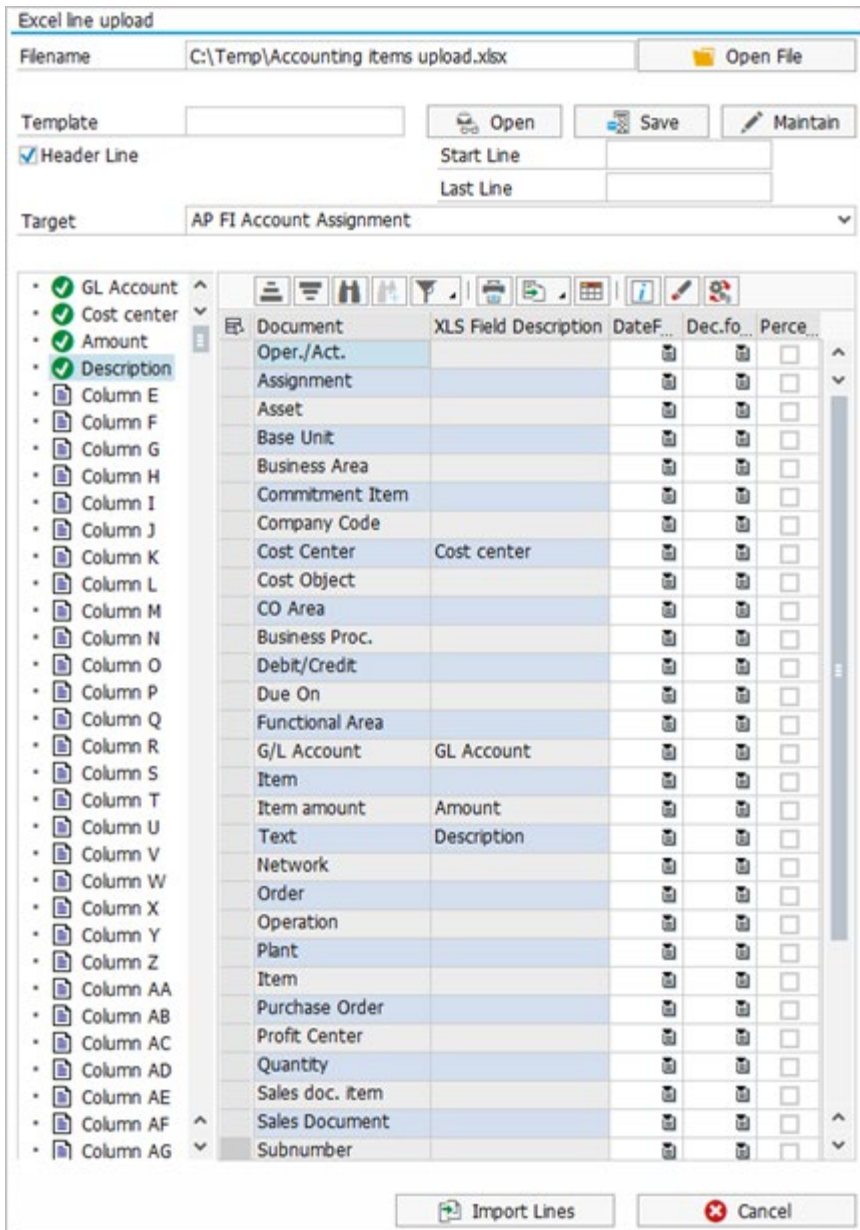 Excel line upload
Filename C:\Temp\Accounting items upload.xlsx Open File
Template Open Save Maintain
Header Line Start Line
Last Line
Target AP FI Account Assignment
GL Account
Cost center
Amount
Description
Column E
Column F
Column G
Column H
Column I
Column J
Column K
Column L
Column M
Column N
Column O
Column P
Column Q
Column R
Column S
Column T
Column U
Column V
Column W
Column X
Column Y
Column Z
Column AA
Column AB
Column AC
Column AD
Column AE
Column AF
Column AG
Document XLS Field Description DateF... Dec.fo... Perce...
Oper./Act.
Assignment
Asset
Base Unit
Business Area
Commitment Item
Company Code
Cost Center Cost center
Cost Object
CO Area
Business Proc.
Debit/Credit
Due On
Functional Area
G/L Account GL Account
Item
Item amount Amount
Text Description
Network
Order
Operation
Plant
Item
Purchase Order
Profit Center
Quantity
Sales doc. item
Sales Document
Subnumber
Import Lines Cancel